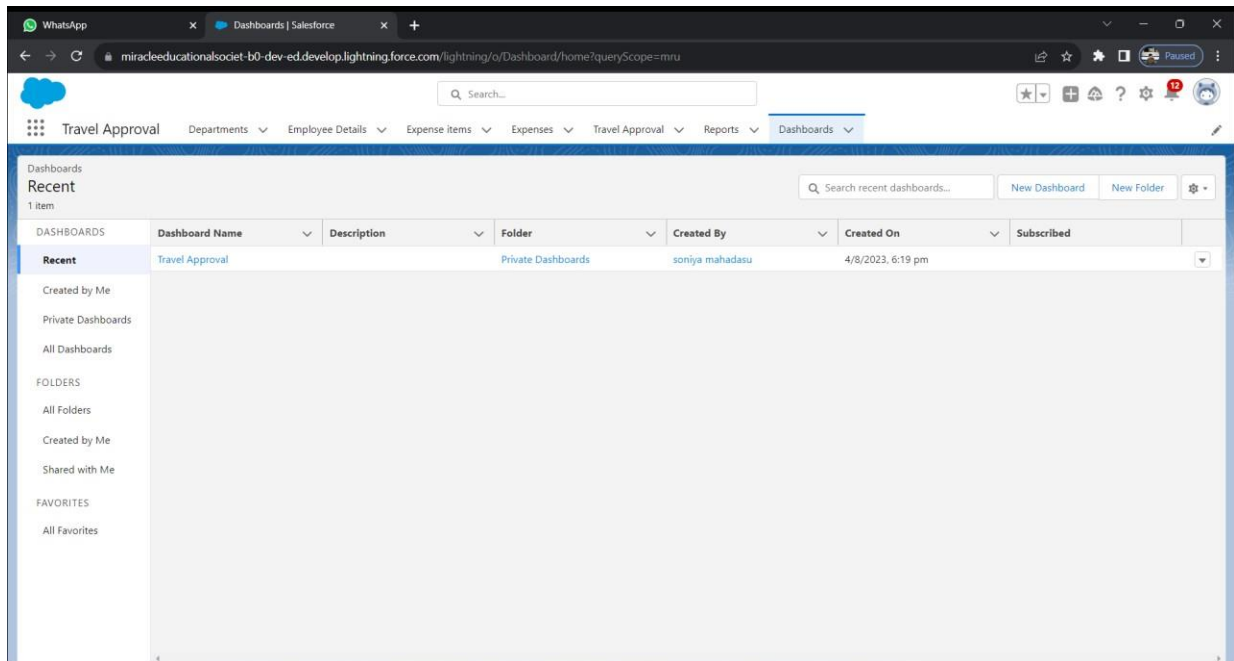 WhatsApp
Dashboards | Salesforce
miracleeducationalsociet-b0-dev-ed.develop.lightning.force.com/lightning/o/Dashboard/home?queryScope=mru
Paused
Search...
12
Travel Approval Departments Employee Details Expense items Expenses Travel Approval Reports Dashboards
Dashboards
Recent
1 item
Search recent dashboards...
New Dashboard
New Folder
DASHBOARDS
Dashboard Name Description Folder Created By Created On Subscribed
Recent
Travel Approval Private Dashboards soniya mahadasu 4/8/2023, 6:19 pm
Created by Me
Private Dashboards
All Dashboards
FOLDERS
All Folders
Created by Me
Shared with Me
FAVORITES
All Favorites